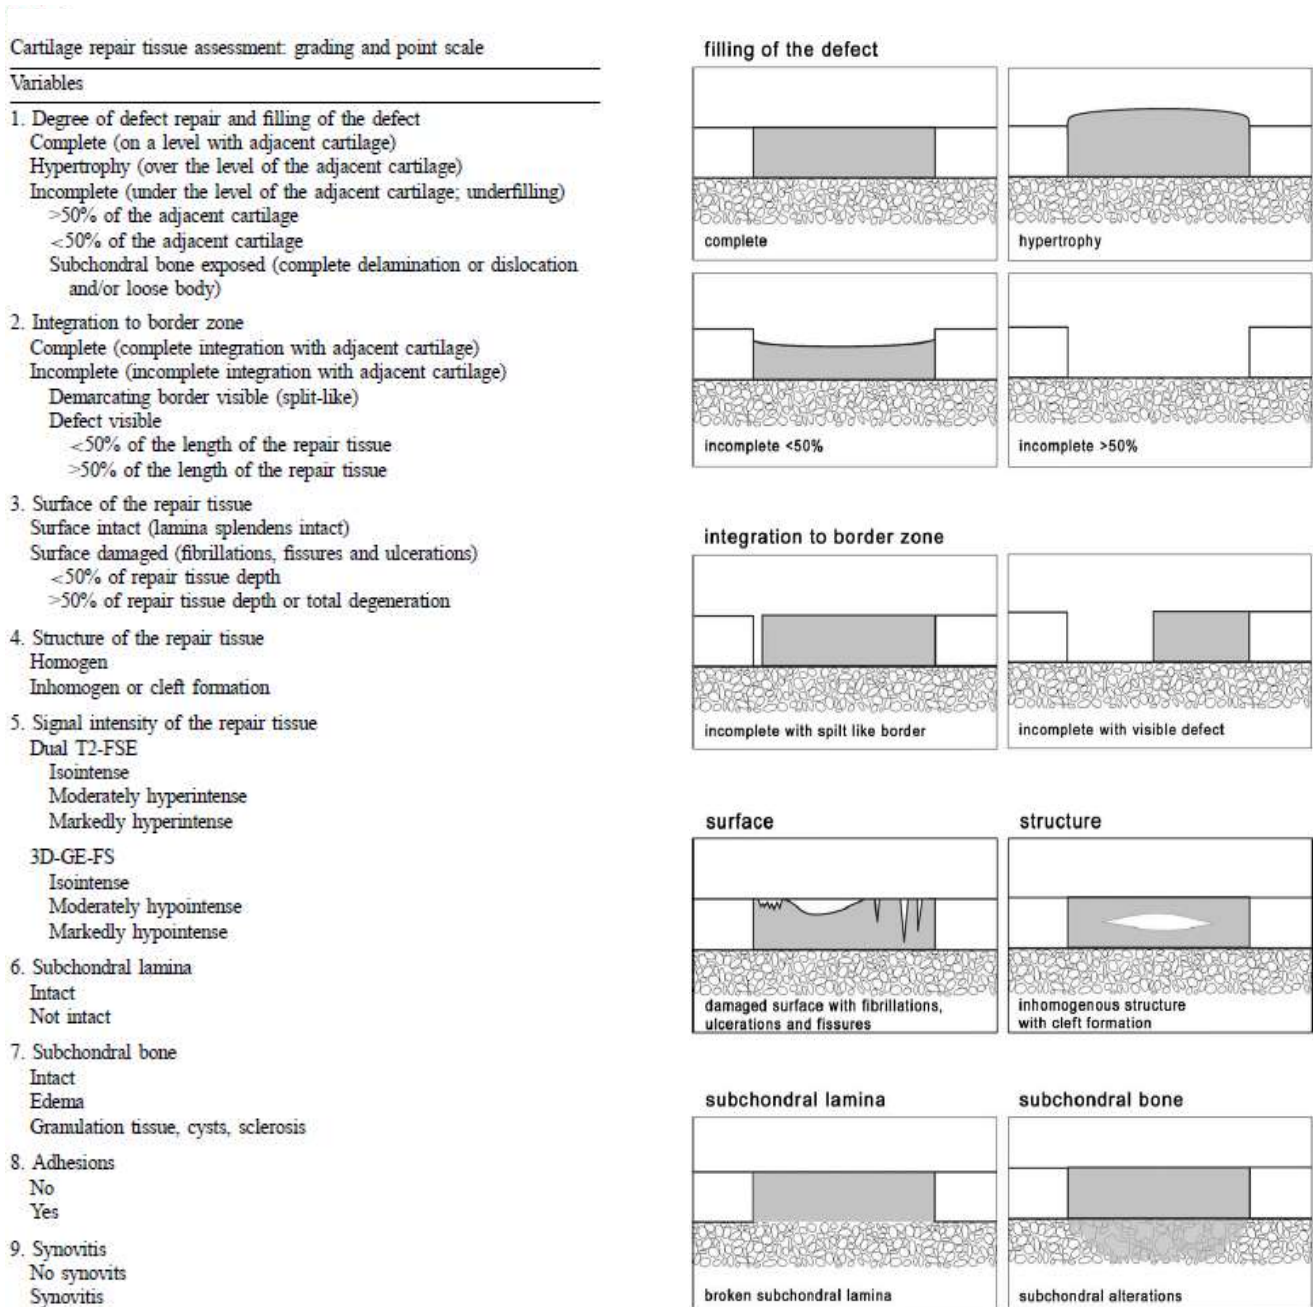 Cartilage repair tissue assessment: grading and point scale
Variables
1. Degree of defect repair and filling of the defect
Complete (on a level with adjacent cartilage)
Hypertrophy (over the level of the adjacent cartilage)
Incomplete (under the level of the adjacent cartilage; underfilling)
>50% of the adjacent cartilage
<50% of the adjacent cartilage
Subchondral bone exposed (complete delamination or dislocation
and/or loose body)
2. Integration to border zone
Complete (complete integration with adjacent cartilage)
Incomplete (incomplete integration with adjacent cartilage)
Demarcating border visible (split-like)
Defect visible
<50% of the length of the repair tissue
>50% of the length of the repair tissue
3. Surface of the repair tissue
Surface intact (lamina splendens intact)
Surface damaged (fibrillations, fissures and ulcerations)
<50% of repair tissue depth
>50% of repair tissue depth or total degeneration
4. Structure of the repair tissue
Homogen
Inhomogen or cleft formation
5. Signal intensity of the repair tissue
Dual T2-FSE
Isointense
Moderately hyperintense
Markedly hyperintense
3D-GE-FS
Isointense
Moderately hypointense
Markedly hypointense
6. Subchondral lamina
Intact
Not intact
7. Subchondral bone
Intact
Edema
Granulation tissue, cysts, sclerosis
8. Adhesions
No
Yes
9. Synovitis
No synovits
Synovitis
filling of the defect
complete
hypertrophy
incomplete <50%
incomplete >50%
integration to border zone
incomplete with spilt like border
incomplete with visible defect
surface
structure
damaged surface with fibrillations,
ulcerations and fissures
inhomogenous structure
with cleft formation
subchondral lamina
subchondral bone
broken subchondral lamina
subchondral alterations